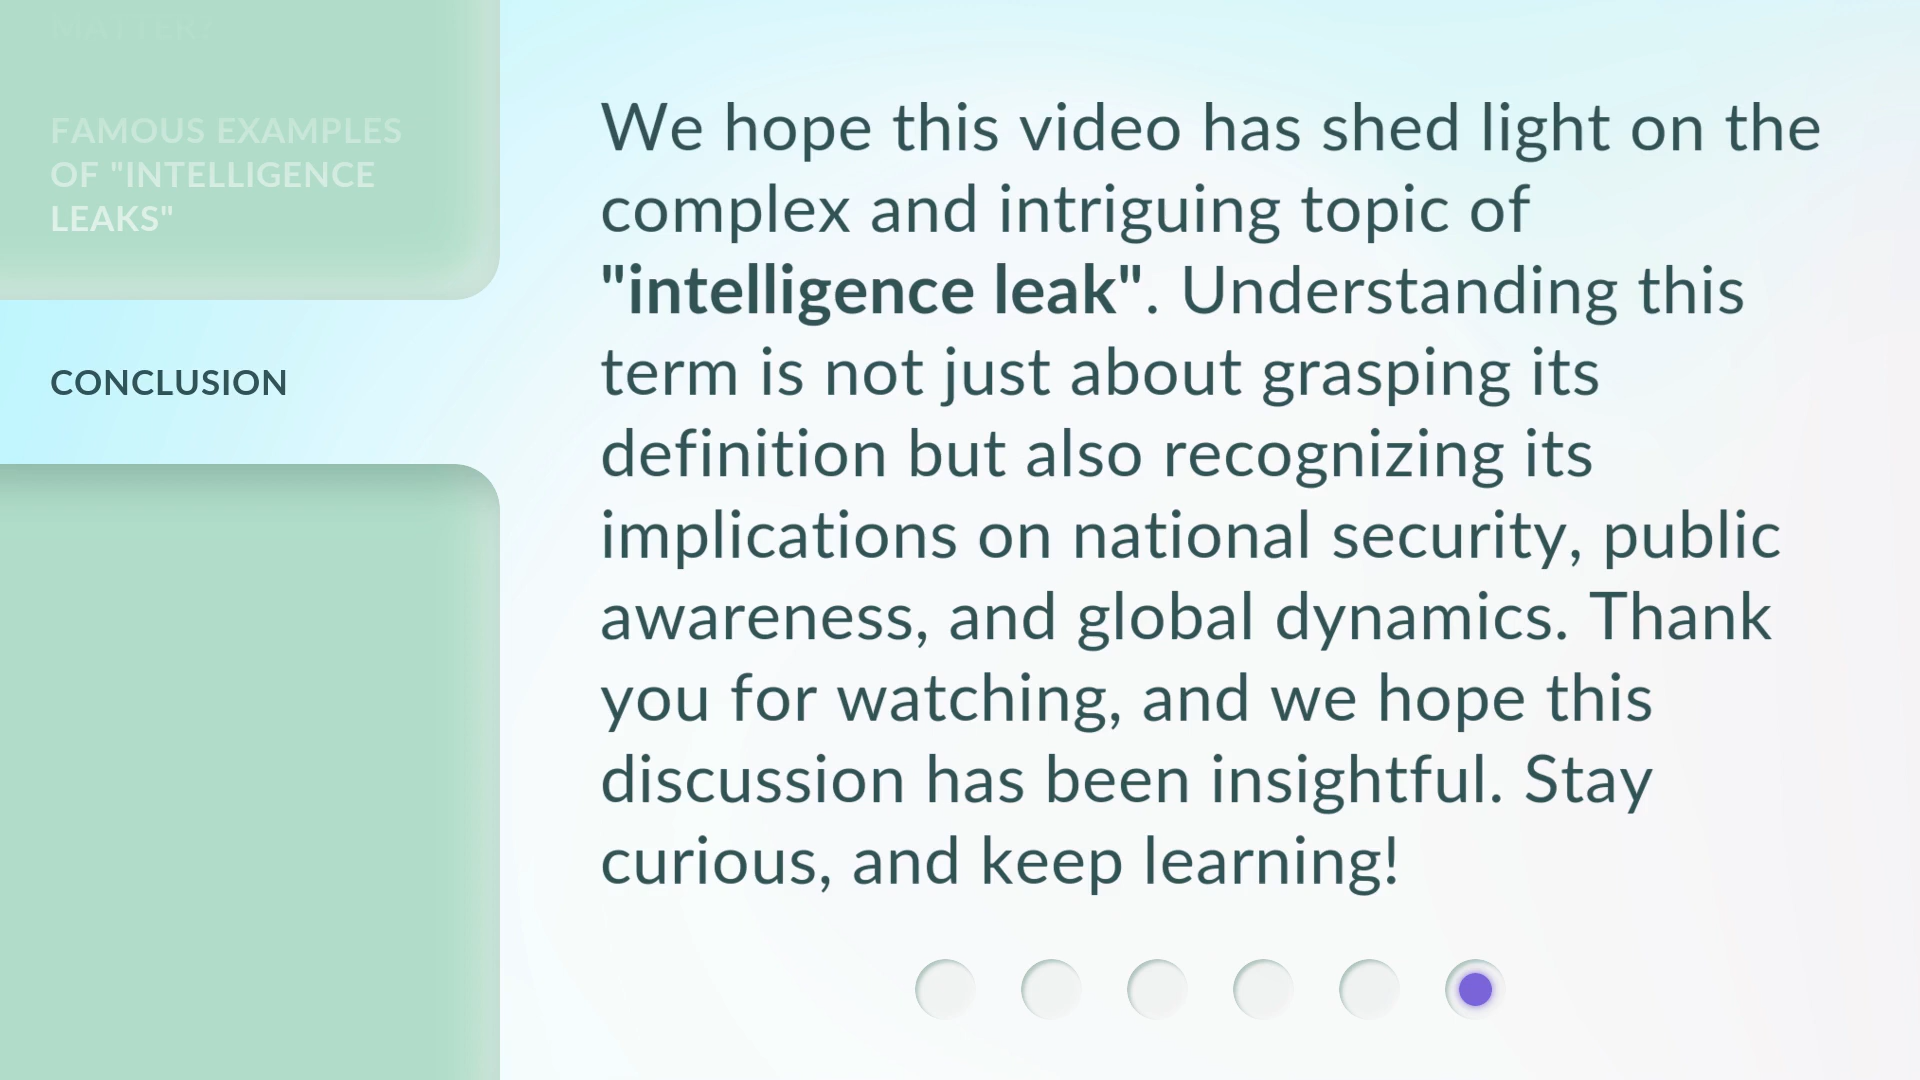 MATTER?
FAMOUS EXAMPLES
OF "INTELLIGENCE
LEAKS"
CONCLUSION
We hope this video has shed light on the
complex and intriguing topic of
"intelligence leak". Understanding this
term is not just about grasping its
definition but also recognizing its
implications on national security, public
awareness, and global dynamics. Thank
you for watching, and we hope this
discussion has been insightful. Stay
curious, and keep learning!